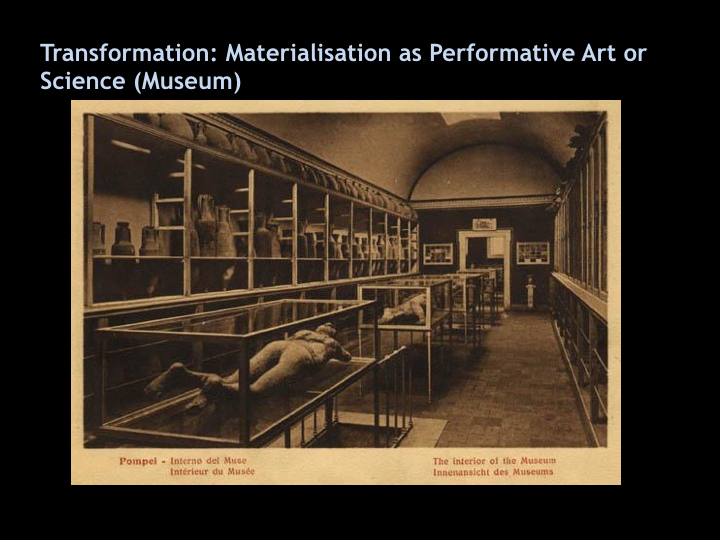 Transformation: Materialisation as Performative Art or
Science (Museum)
Pompei - Interno del Muse
Intérieur du Musée
The interior of the Museum
Innenansicht des Museums